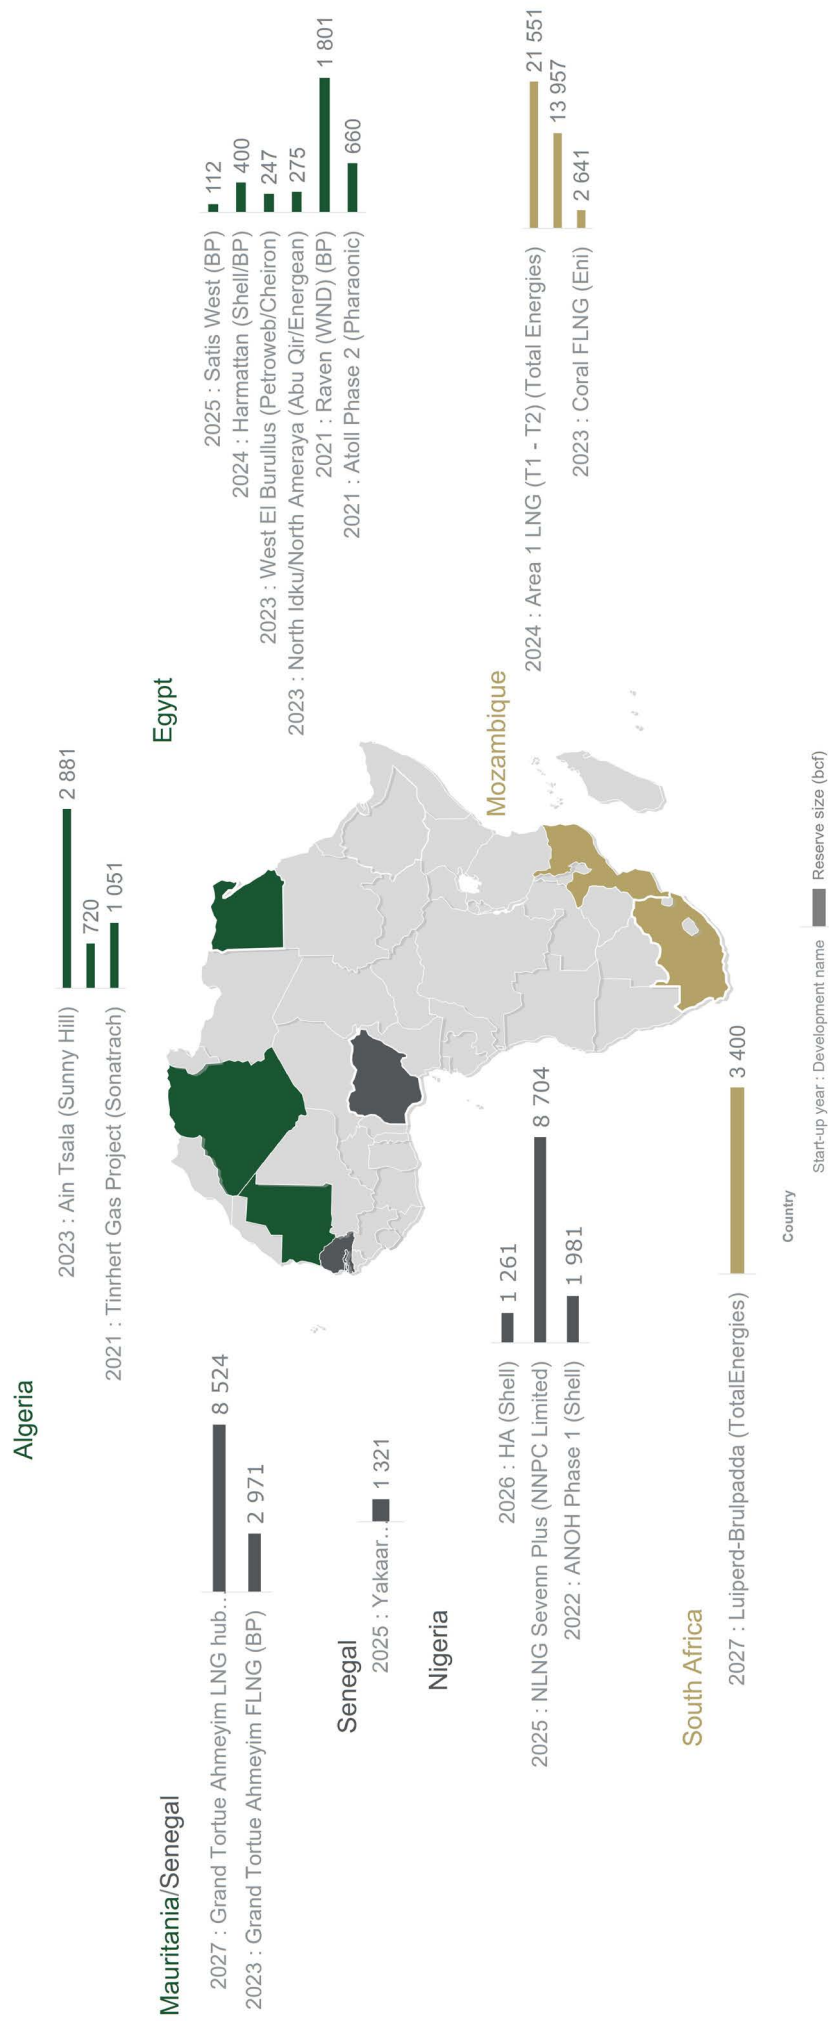 Algeria
2023 : Ain Tsala (Sunny Hill) 2 881
720
2021 : Tinrhert Gas Project (Sonatrach) 1 051
Mauritania/Senegal
2027 : Grand Tortue Ahmeyim LNG hub... 8 524
2023 : Grand Tortue Ahmeyim FLNG (BP) 2 971
Egypt
2025 : Satis West (BP) 112
2024 : Harmattan (Shell/BP) 400
2023 : West El Burullus (Petroweb/Cheiron) 247
2023 : North Idku/North Ameraya (Abu Qir/Energean) 275
2021 : Raven (WND) (BP) 1 801
2021 : Atoll Phase 2 (Pharaonic) 660
Senegal
2025 : Yakaar... 1 321
Nigeria
2026 : HA (Shell) 1 261
2025 : NLNG Sevenn Plus (NNPC Limited) 8 704
2022 : ANOH Phase 1 (Shell) 1 981
Mozambique
2024 : Area 1 LNG (T1 - T2) (Total Energies) 21 551
13 957
2023 : Coral FLNG (Eni) 2 641
South Africa
2027 : Luiperd-Brulpadda (TotalEnergies) 3 400
Country
Start-up year : Development name Reserve size (bcf)